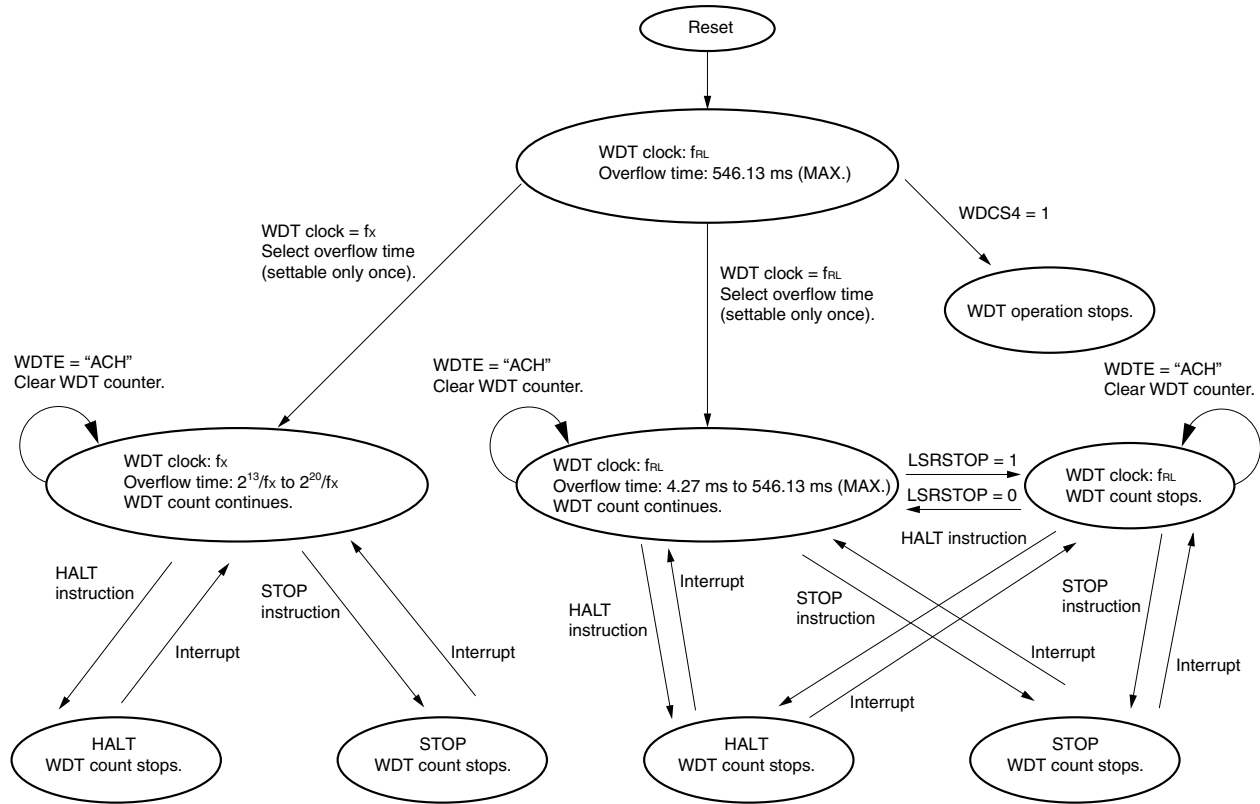 Reset
WDT clock: fRL
Overflow time: 546.13 ms (MAX.)
WDCS4 = 1
WDT clock = fX
Select overflow time
(settable only once).
WDT clock = fRL
Select overflow time
(settable only once).
WDT operation stops.
WDTE = “ACH”
Clear WDT counter.
WDTE = “ACH”
Clear WDT counter.
WDTE = “ACH”
Clear WDT counter.
WDT clock: fX
Overflow time: 2^13/fX to 2^20/fX
WDT count continues.
WDT clock: fRL
Overflow time: 4.27 ms to 546.13 ms (MAX.)
WDT count continues.
LSRSTOP = 1
LSRSTOP = 0
WDT clock: fRL
WDT count stops.
HALT instruction
HALT
instruction
Interrupt
STOP
instruction
Interrupt
HALT
instruction
Interrupt
STOP
instruction
Interrupt
Interrupt
STOP
instruction
Interrupt
HALT
WDT count stops.
STOP
WDT count stops.
HALT
WDT count stops.
STOP
WDT count stops.